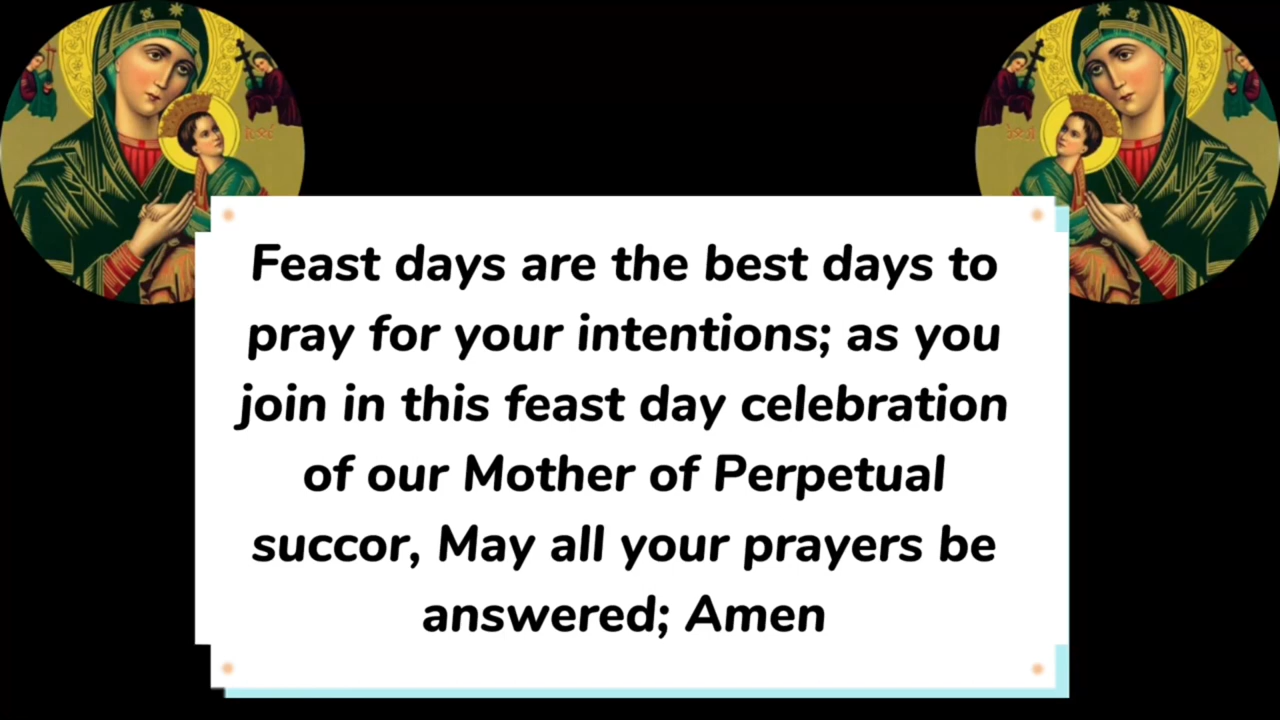 Feast days are the best days to
pray for your intentions; as you
join in this feast day celebration
of our Mother of Perpetual
succor, May all your prayers be
answered; Amen